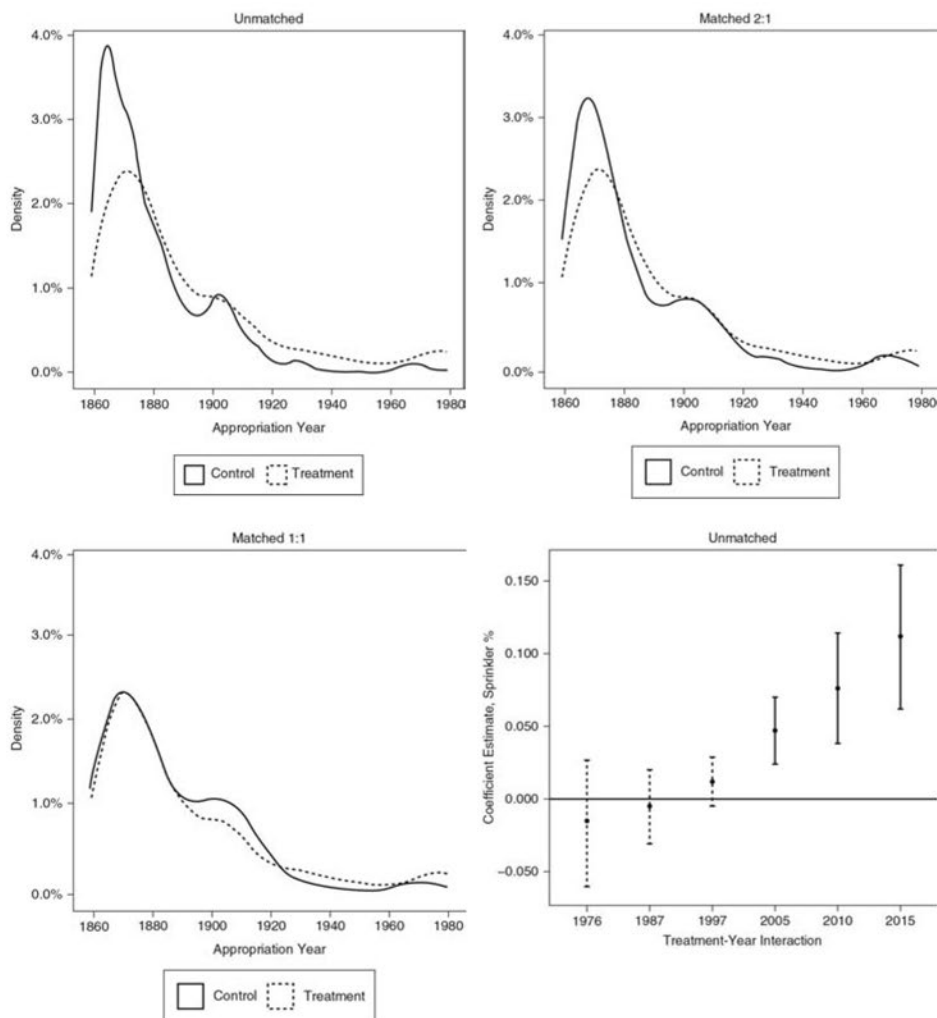 Unmatched
4.0%
3.0%
2.0%
1.0%
0.0%
Density
1860 1880 1900 1920 1940 1960 1980
Appropriation Year
Control Treatment
Matched 2:1
4.0%
3.0%
2.0%
1.0%
0.0%
Density
1860 1880 1900 1920 1940 1960 1980
Appropriation Year
Control Treatment
Matched 1:1
4.0%
3.0%
2.0%
1.0%
0.0%
Density
1860 1880 1900 1920 1940 1960 1980
Appropriation Year
Control Treatment
Unmatched
0.150
0.100
0.050
0.000
−0.050
Coefficient Estimate, Sprinkler %
1976 1987 1997 2005 2010 2015
Treatment-Year Interaction